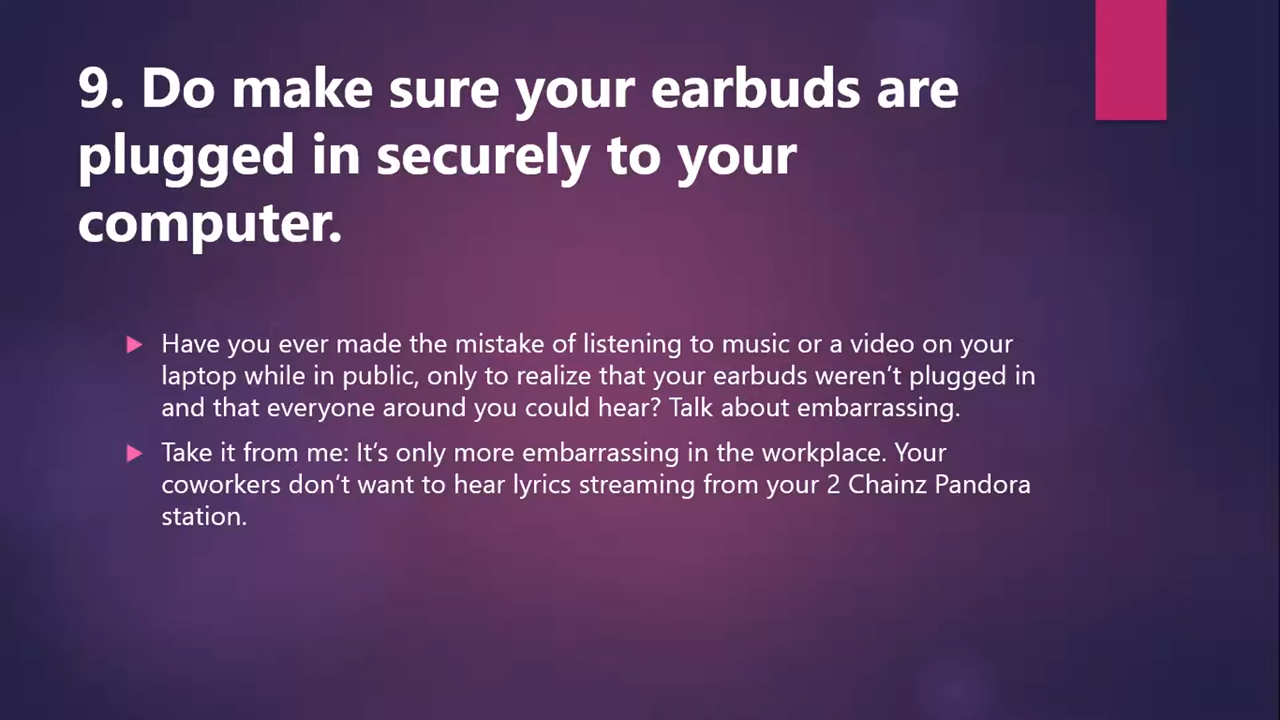 9. Do make sure your earbuds are
plugged in securely to your
computer.
Have you ever made the mistake of listening to music or a video on your
laptop while in public, only to realize that your earbuds weren’t plugged in
and that everyone around you could hear? Talk about embarrassing.
Take it from me: It’s only more embarrassing in the workplace. Your
coworkers don’t want to hear lyrics streaming from your 2 Chainz Pandora
station.